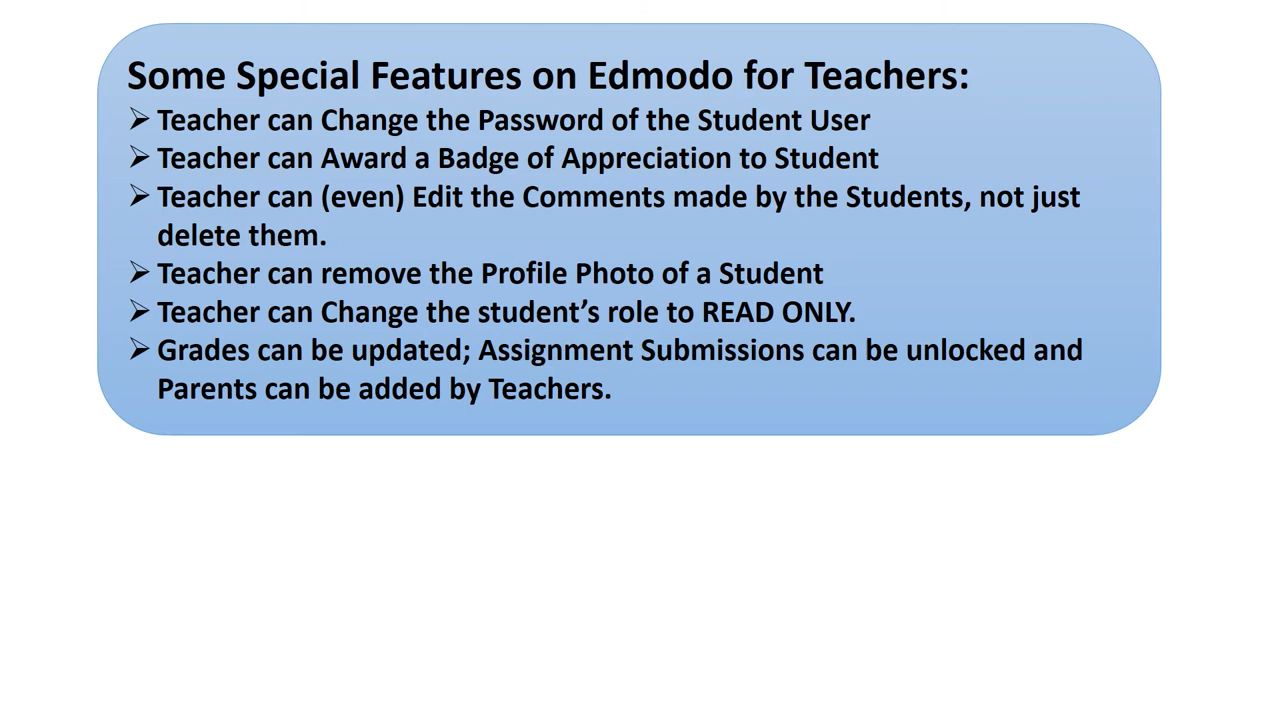 Some Special Features on Edmodo for Teachers:
➢ Teacher can Change the Password of the Student User
➢ Teacher can Award a Badge of Appreciation to Student
➢ Teacher can (even) Edit the Comments made by the Students, not just
delete them.
➢ Teacher can remove the Profile Photo of a Student
➢ Teacher can Change the student’s role to READ ONLY.
➢ Grades can be updated; Assignment Submissions can be unlocked and
Parents can be added by Teachers.